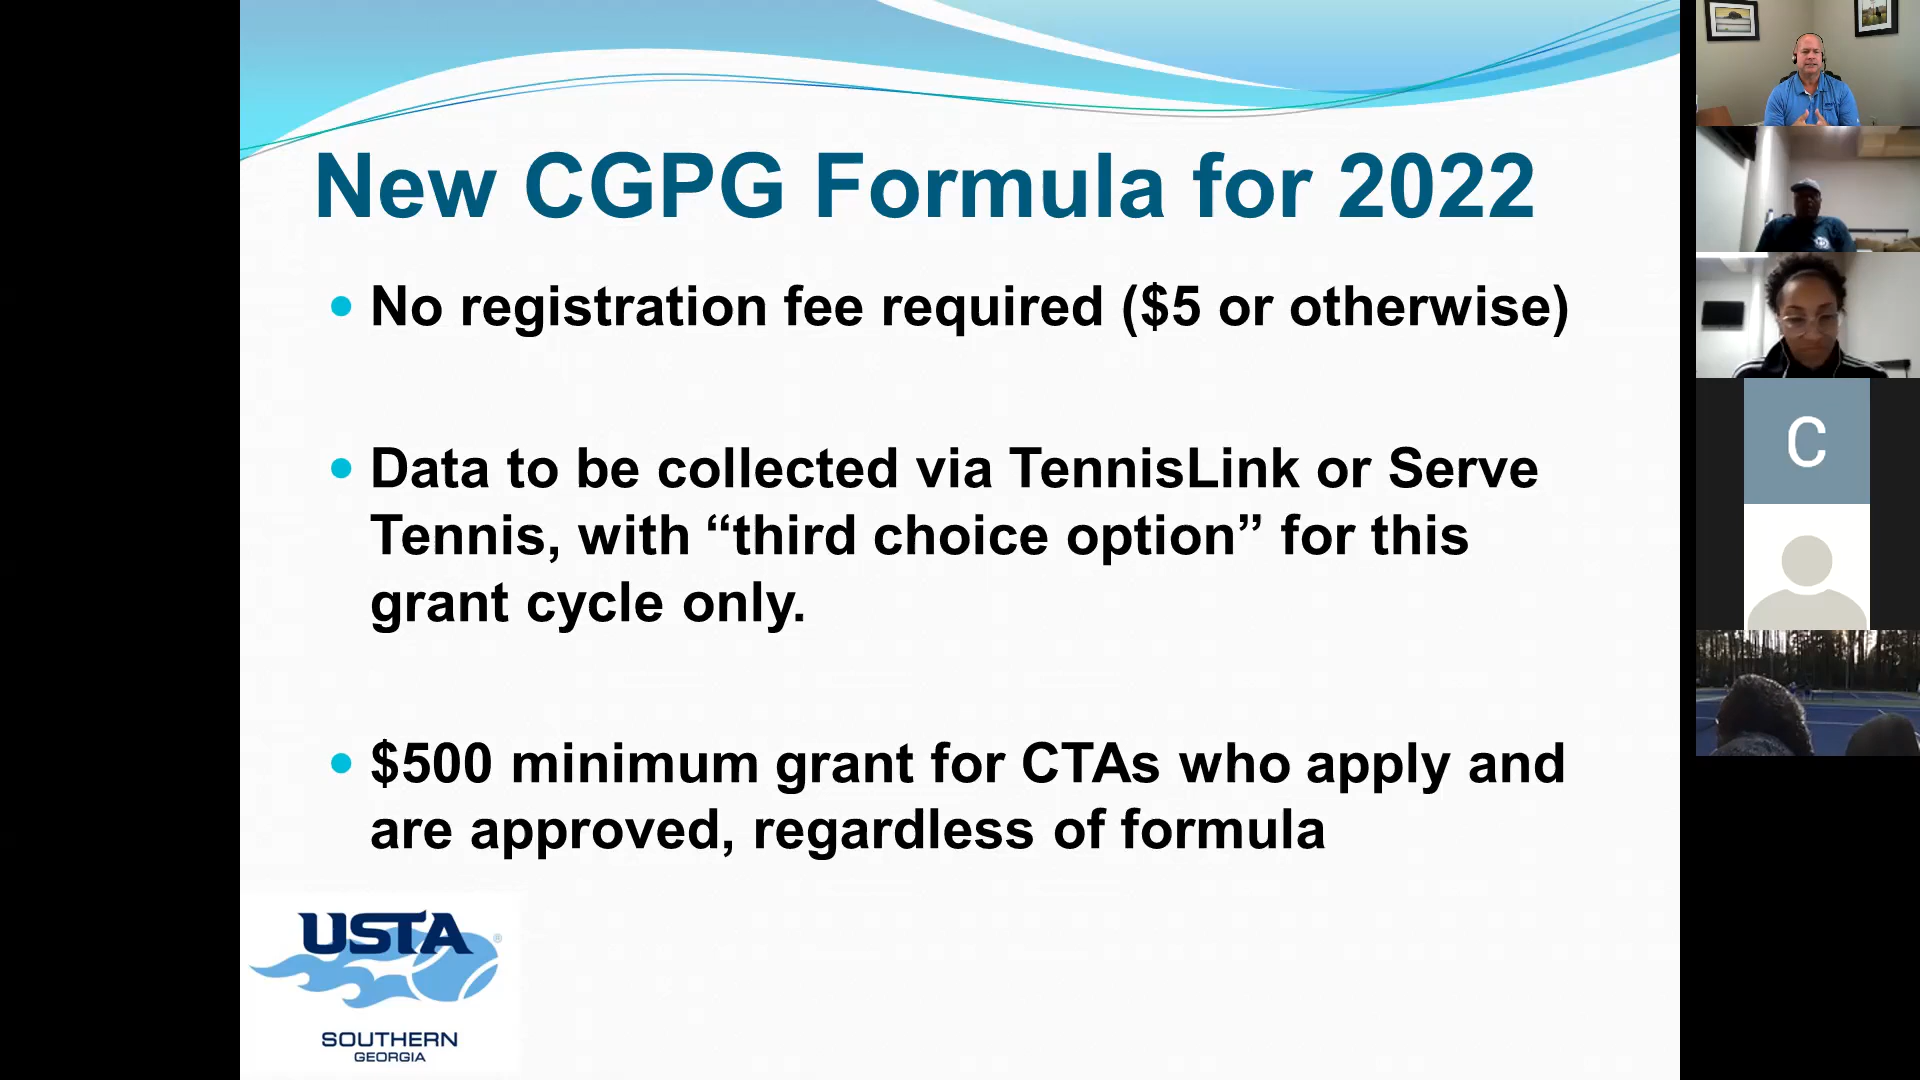 New CGPG Formula for 2022
• No registration fee required ($5 or otherwise)
• Data to be collected via TennisLink or Serve
Tennis, with “third choice option” for this
grant cycle only.
• $500 minimum grant for CTAs who apply and
are approved, regardless of formula
USTA®
SOUTHERN
GEORGIA
C